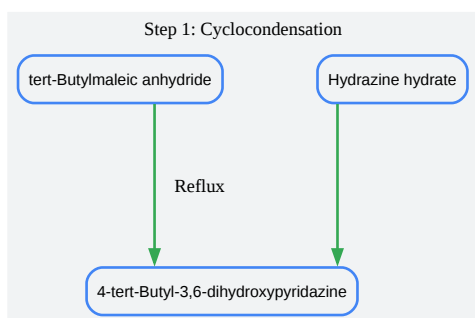 Step 1: Cyclocondensation
tert-Butylmaleic anhydride
Hydrazine hydrate
Reflux
4-tert-Butyl-3,6-dihydroxypyridazine